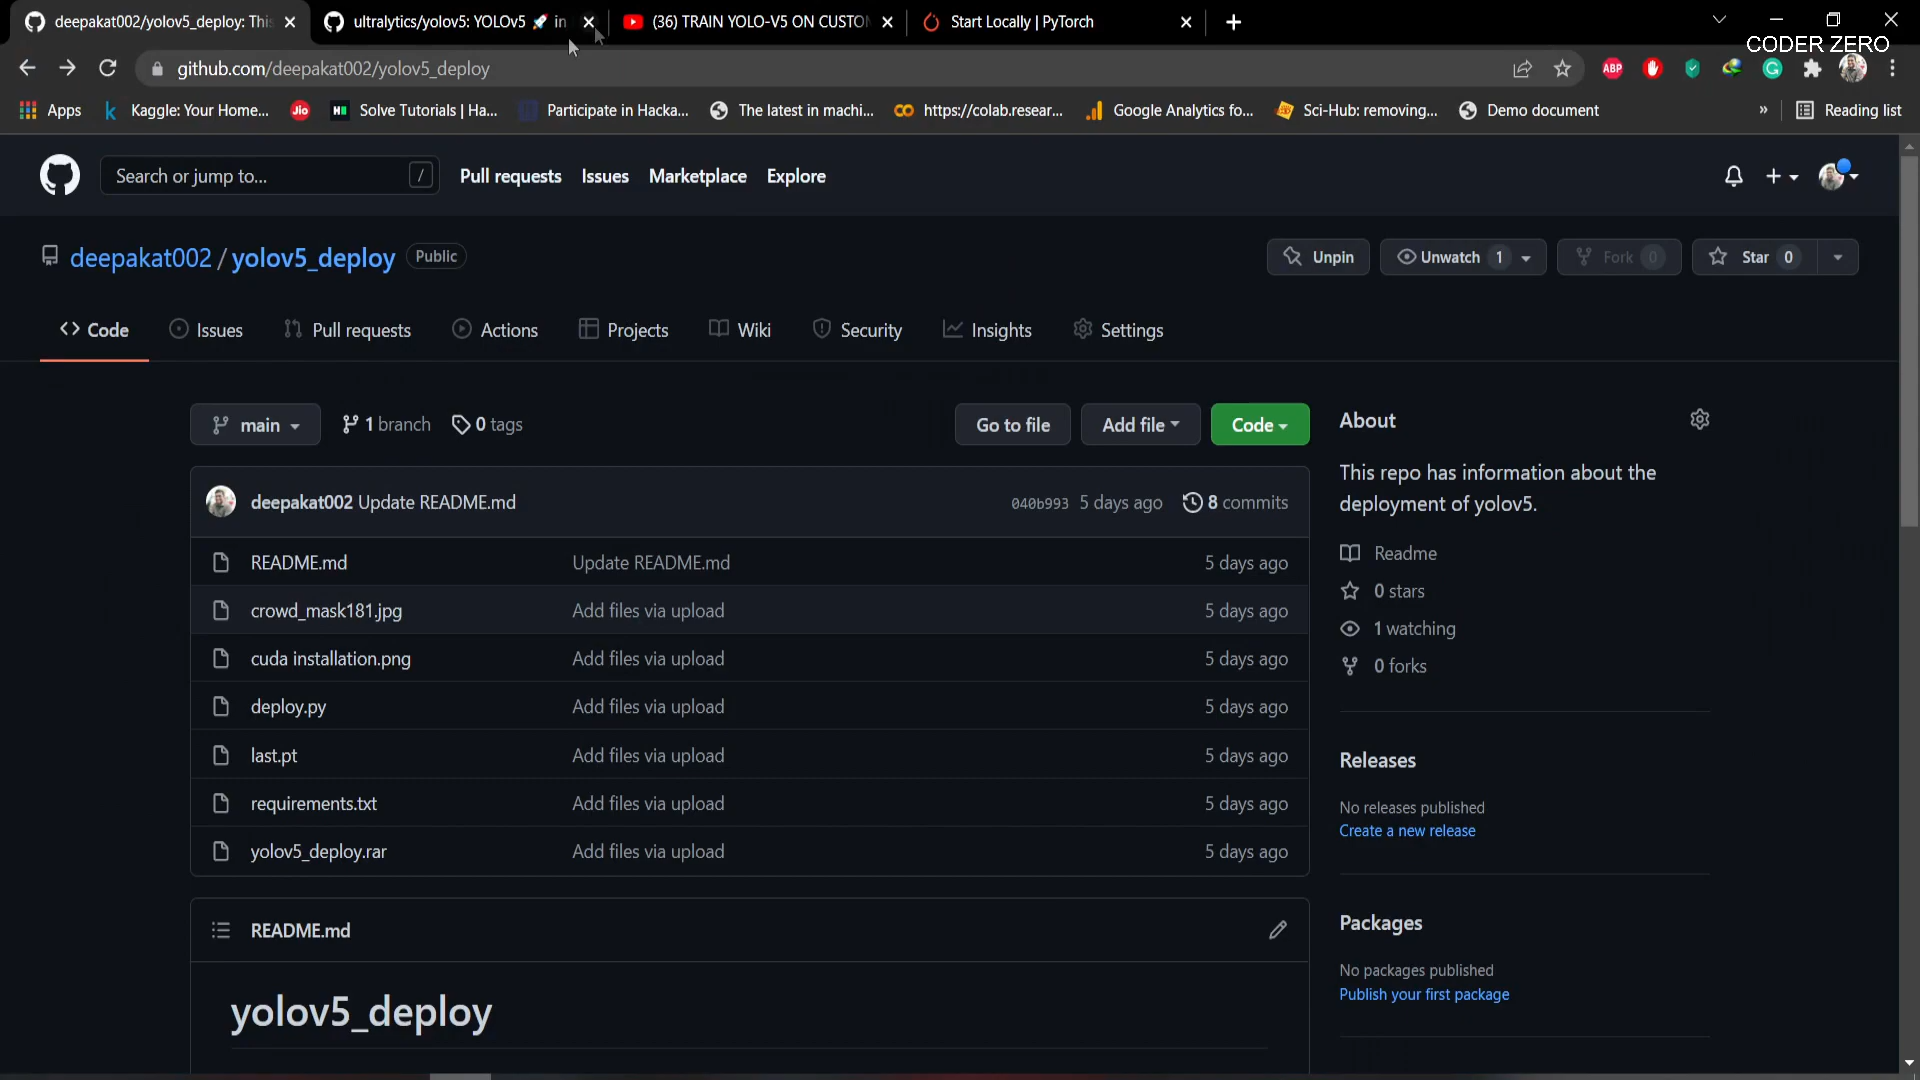 deepakat002/yolov5_deploy: This
ultralytics/yolov5: YOLOv5 🚀 in
(36) TRAIN YOLO-V5 ON CUSTO
Start Locally | PyTorch
CODER ZERO
github.com/deepakat002/yolov5_deploy
ABP
Apps
k Kaggle: Your Home...
Jio
Solve Tutorials | Ha...
Participate in Hacka...
The latest in machi...
https://colab.resear...
Google Analytics fo...
Sci-Hub: removing...
Demo document
»
Reading list
Search or jump to... /
Pull requests
Issues
Marketplace
Explore
deepakat002 / yolov5_deploy Public
Unpin
Unwatch 1
Fork 0
Star 0
Code
Issues
Pull requests
Actions
Projects
Wiki
Security
Insights
Settings
main
1 branch
0 tags
Go to file
Add file
Code
deepakat002 Update README.md 040b993 5 days ago 8 commits
README.md Update README.md 5 days ago
crowd_mask181.jpg Add files via upload 5 days ago
cuda installation.png Add files via upload 5 days ago
deploy.py Add files via upload 5 days ago
last.pt Add files via upload 5 days ago
requirements.txt Add files via upload 5 days ago
yolov5_deploy.rar Add files via upload 5 days ago
README.md
yolov5_deploy
About
This repo has information about the
deployment of yolov5.
Readme
0 stars
1 watching
0 forks
Releases
No releases published
Create a new release
Packages
No packages published
Publish your first package